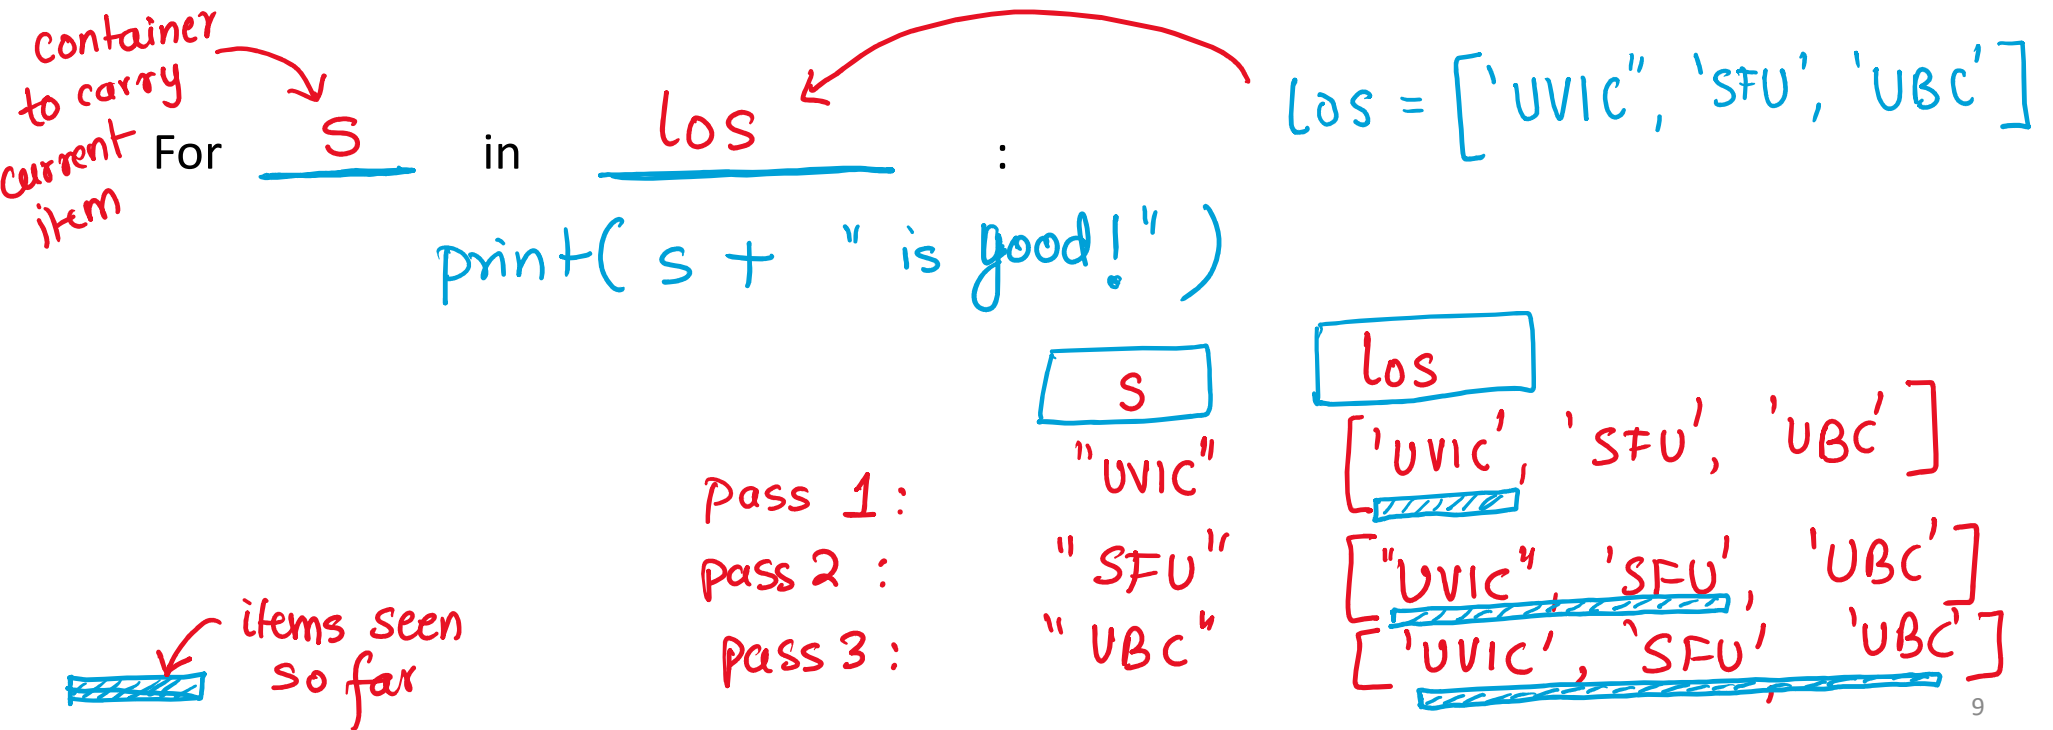 container
to carry
current
item
For s in los :
los = ['UVIC", 'SFU', 'UBC']
print( s + " is good!" )
s los
pass 1 : "UVIC" ['UVIC', 'SFU', 'UBC']
pass 2 : "SFU" ["UVIC", 'SFU', 'UBC']
pass 3 : "UBC" ['UVIC', 'SFU', 'UBC']
items seen
so far
9